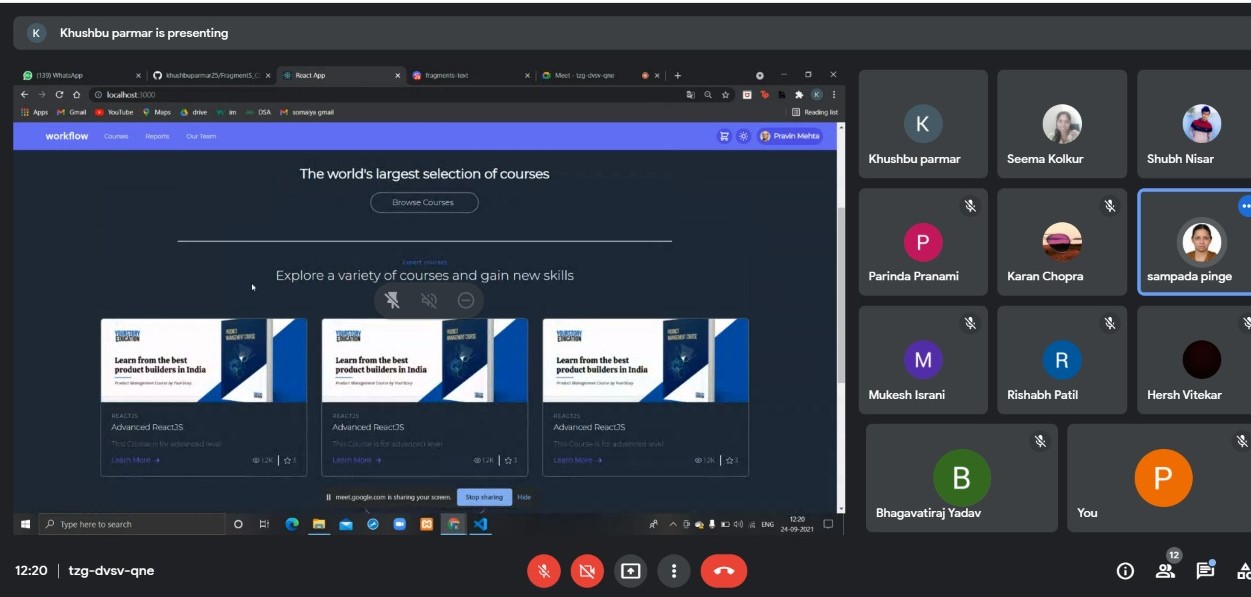 K Khushbu parmar is presenting
(139) WhatsApp
khushbuparmar25/FragmentS_C
React App
fragments-text
Meet - tzg-dvsv-qne
localhost:3000
Apps Gmail YouTube Maps drive im DSA somaiya gmail Reading list
workflow Courses Reports Our Team Pravin Mehta
The world's largest selection of courses
Browse Courses
Expert courses
Explore a variety of courses and gain new skills
YOURSTORY EDUCATION
Learn from the best
product builders in India
Product Management Course by YourStory
PRODUCT
MANAGEMENT COURSE
REACTJS
Advanced ReactJS
This Course is for advanced level
Learn More → 12K | 3
YOURSTORY EDUCATION
Learn from the best
product builders in India
Product Management Course by YourStory
PRODUCT
MANAGEMENT COURSE
REACTJS
Advanced ReactJS
This Course is for advanced level
Learn More → 12K | 3
YOURSTORY EDUCATION
Learn from the best
product builders in India
Product Management Course by YourStory
PRODUCT
MANAGEMENT COURSE
REACTJS
Advanced ReactJS
This Course is for advanced level
Learn More → 12K | 3
meet.google.com is sharing your screen. Stop sharing Hide
Type here to search
ENG
12:20
24-09-2021
K
Khushbu parmar
Seema Kolkur
Shubh Nisar
P
Parinda Pranami
Karan Chopra
sampada pinge
M
Mukesh Israni
R
Rishabh Patil
Hersh Vitekar
B
Bhagavatiraj Yadav
P
You
12:20 | tzg-dvsv-qne
12